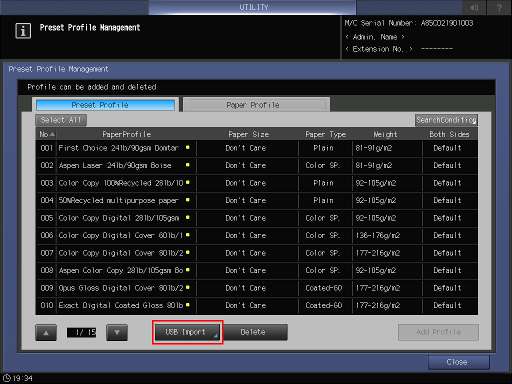 UTILITY
Preset Profile Management
M/C Serial Number: A85C021901003
< Admin. Name >
< Extension No. > --------
Preset Profile Management
Profile can be added and deleted
Preset Profile Paper Profile
Select All SearchCondition
No. PaperProfile Paper Size Paper Type Weight Both Sides
001 First Choice 24lb/90gsm Domtar Don't Care Plain 81-91g/m2 Default
002 Aspen Laser 24lb/90gsm Boise Don't Care Color SP. 81-91g/m2 Default
003 Color Copy 100%Recycled 28lb/10 Don't Care Plain 92-105g/m2 Default
004 50%Recycled multipurpose paper Don't Care Plain 92-105g/m2 Default
005 Color Copy Digital 28lb/105gsm Don't Care Color SP. 92-105g/m2 Default
006 Color Copy Digital Cover 60lb/1 Don't Care Color SP. 136-176g/m2 Default
007 Color Copy Digital Cover 80lb/2 Don't Care Color SP. 177-216g/m2 Default
008 Aspen Color Copy 28lb/105gsm Bo Don't Care Color SP. 92-105g/m2 Default
009 Opus Gloss Digital Cover 80lb/2 Don't Care Coated-GO 177-216g/m2 Default
010 Exact Digital Coated Gloss 80lb Don't Care Coated-GO 177-216g/m2 Default
1/ 15 USB Import Delete Add Profile
Close
19:34